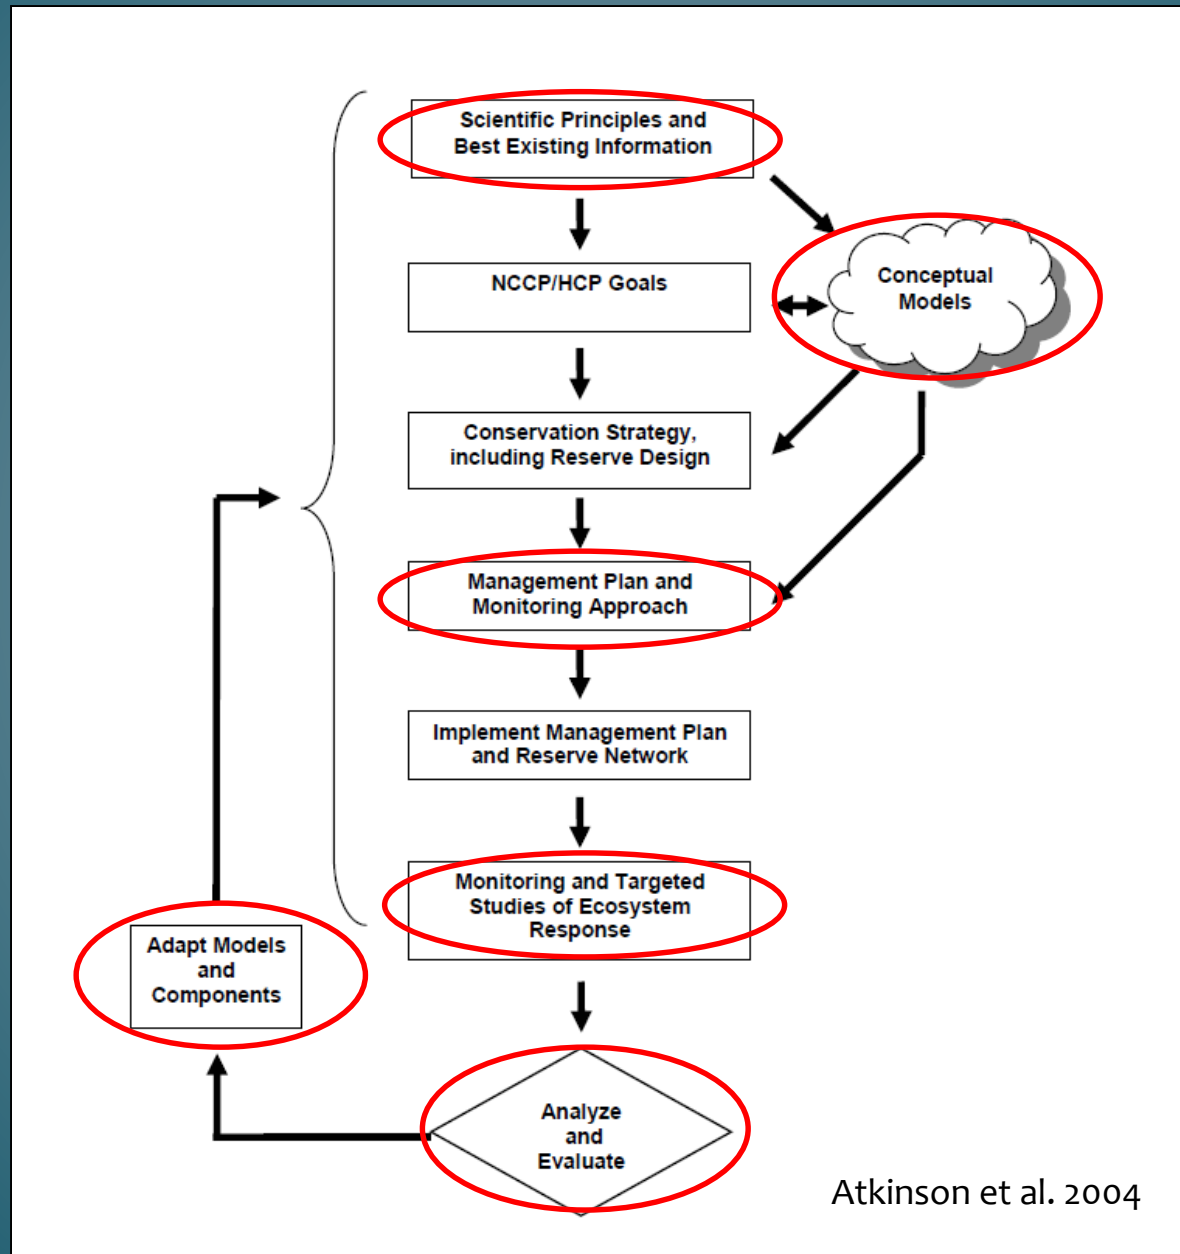 Scientific Principles and
Best Existing Information
NCCP/HCP Goals
Conceptual
Models
Conservation Strategy,
including Reserve Design
Management Plan and
Monitoring Approach
Implement Management Plan
and Reserve Network
Monitoring and Targeted
Studies of Ecosystem
Response
Adapt Models
and
Components
Analyze
and
Evaluate
Atkinson et al. 2004